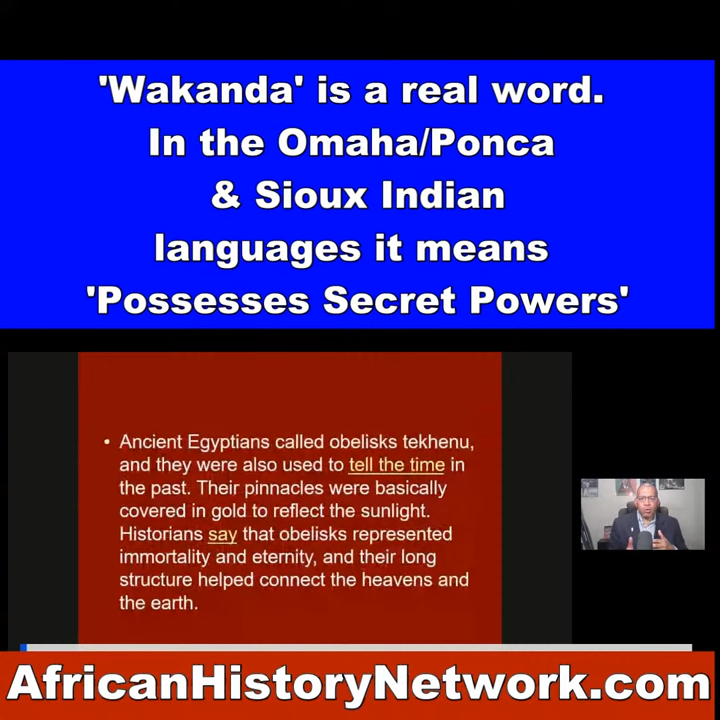 'Wakanda' is a real word.
In the Omaha/Ponca
& Sioux Indian
languages it means
'Possesses Secret Powers'
• Ancient Egyptians called obelisks tekhenu,
and they were also used to tell the time in
the past. Their pinnacles were basically
covered in gold to reflect the sunlight.
Historians say that obelisks represented
immortality and eternity, and their long
structure helped connect the heavens and
the earth.
AfricanHistoryNetwork.com